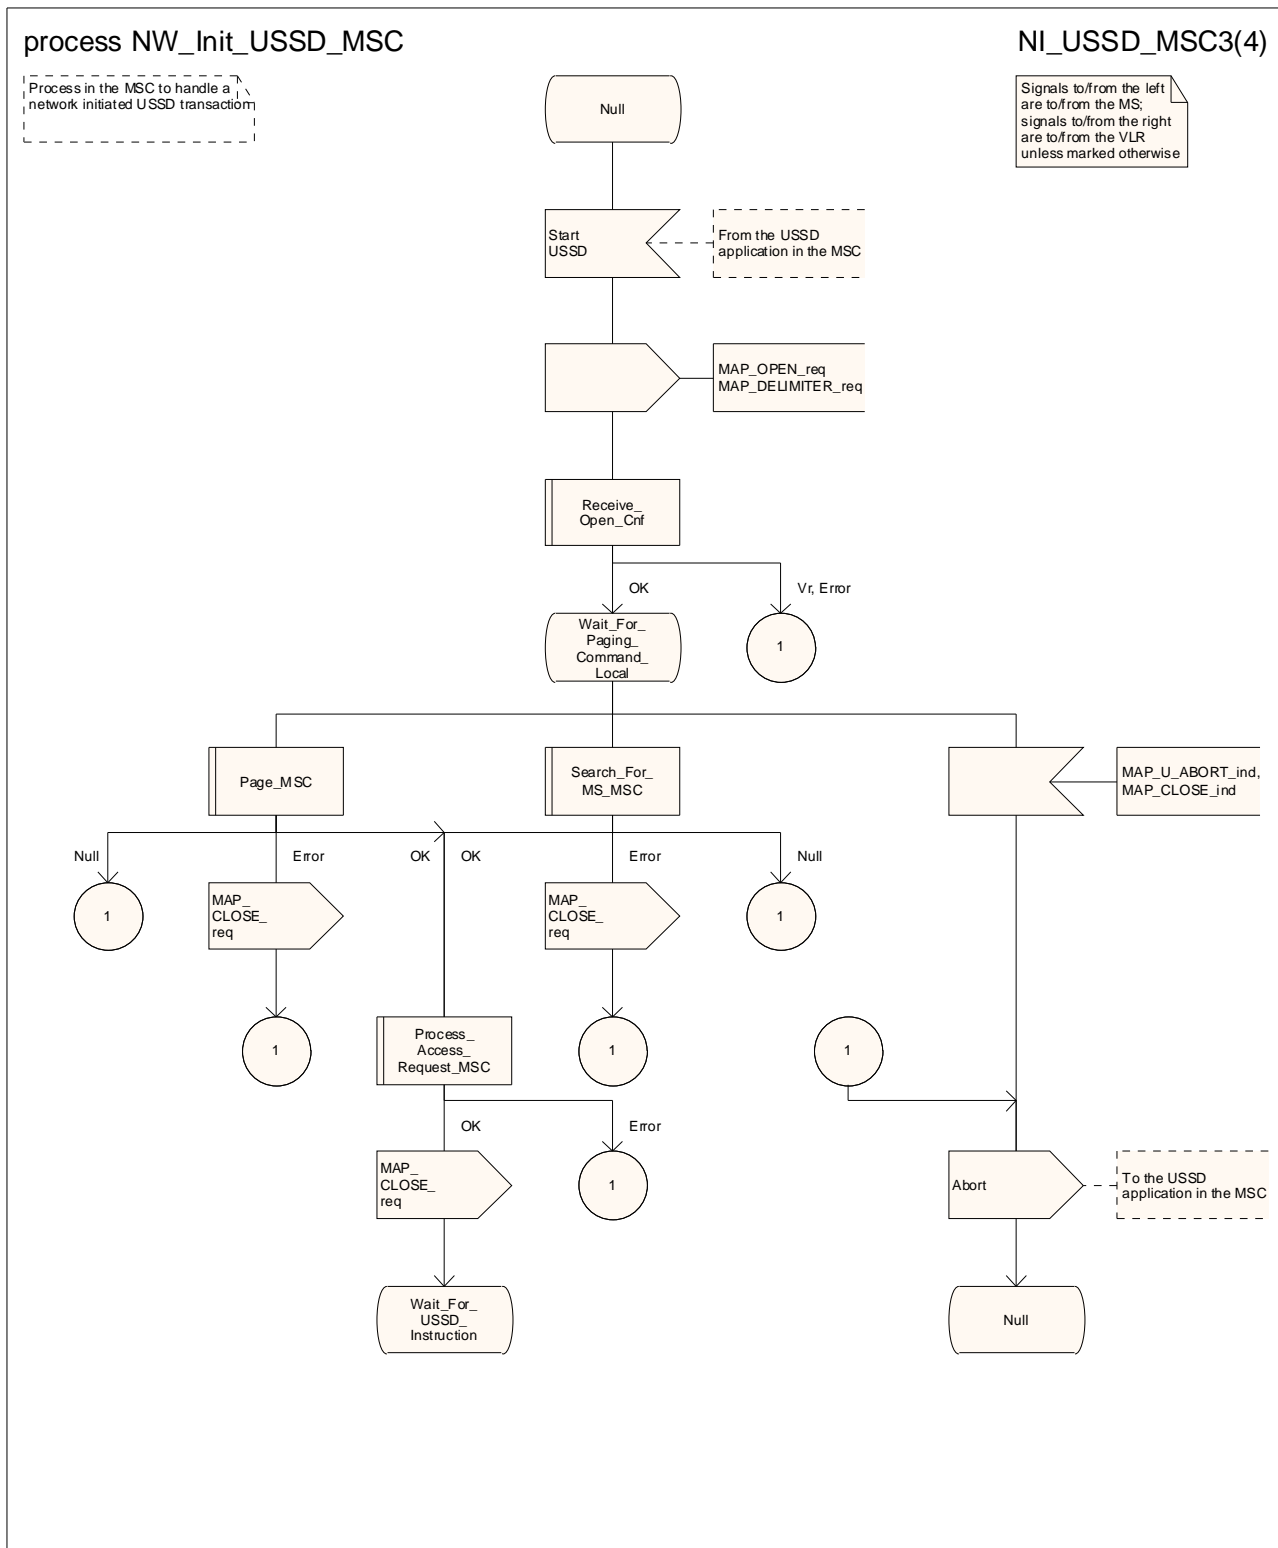 process NW_Init_USSD_MSC
NI_USSD_MSC3(4)
Process in the MSC to handle a
network initiated USSD transaction
Signals to/from the left
are to/from the MS;
signals to/from the right
are to/from the VLR
unless marked otherwise
Null
Start
USSD
From the USSD
application in the MSC
MAP_OPEN_req
MAP_DELIMITER_req
Receive_
Open_Cnf
OK
Vr, Error
Wait_For_
Paging_
Command_
Local
1
Page_MSC
Search_For_
MS_MSC
MAP_U_ABORT_ind,
MAP_CLOSE_ind
Null
Error
OK
OK
Error
Null
1
MAP_
CLOSE_
req
MAP_
CLOSE_
req
1
1
Process_
Access_
Request_MSC
1
1
OK
Error
MAP_
CLOSE_
req
1
Abort
To the USSD
application in the MSC
Wait_For_
USSD_
Instruction
Null